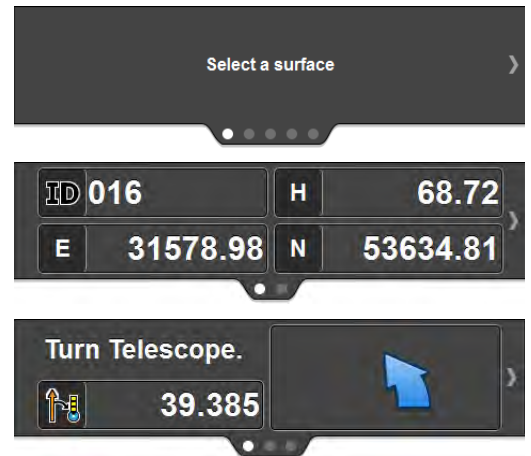 Select a surface
ID 016 H 68.72
E 31578.98 N 53634.81
Turn Telescope.
39.385